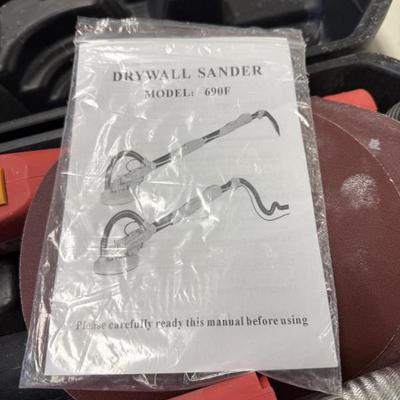 DRYWALL SANDER
MODEL: 690F
Please carefully ready this manual before using